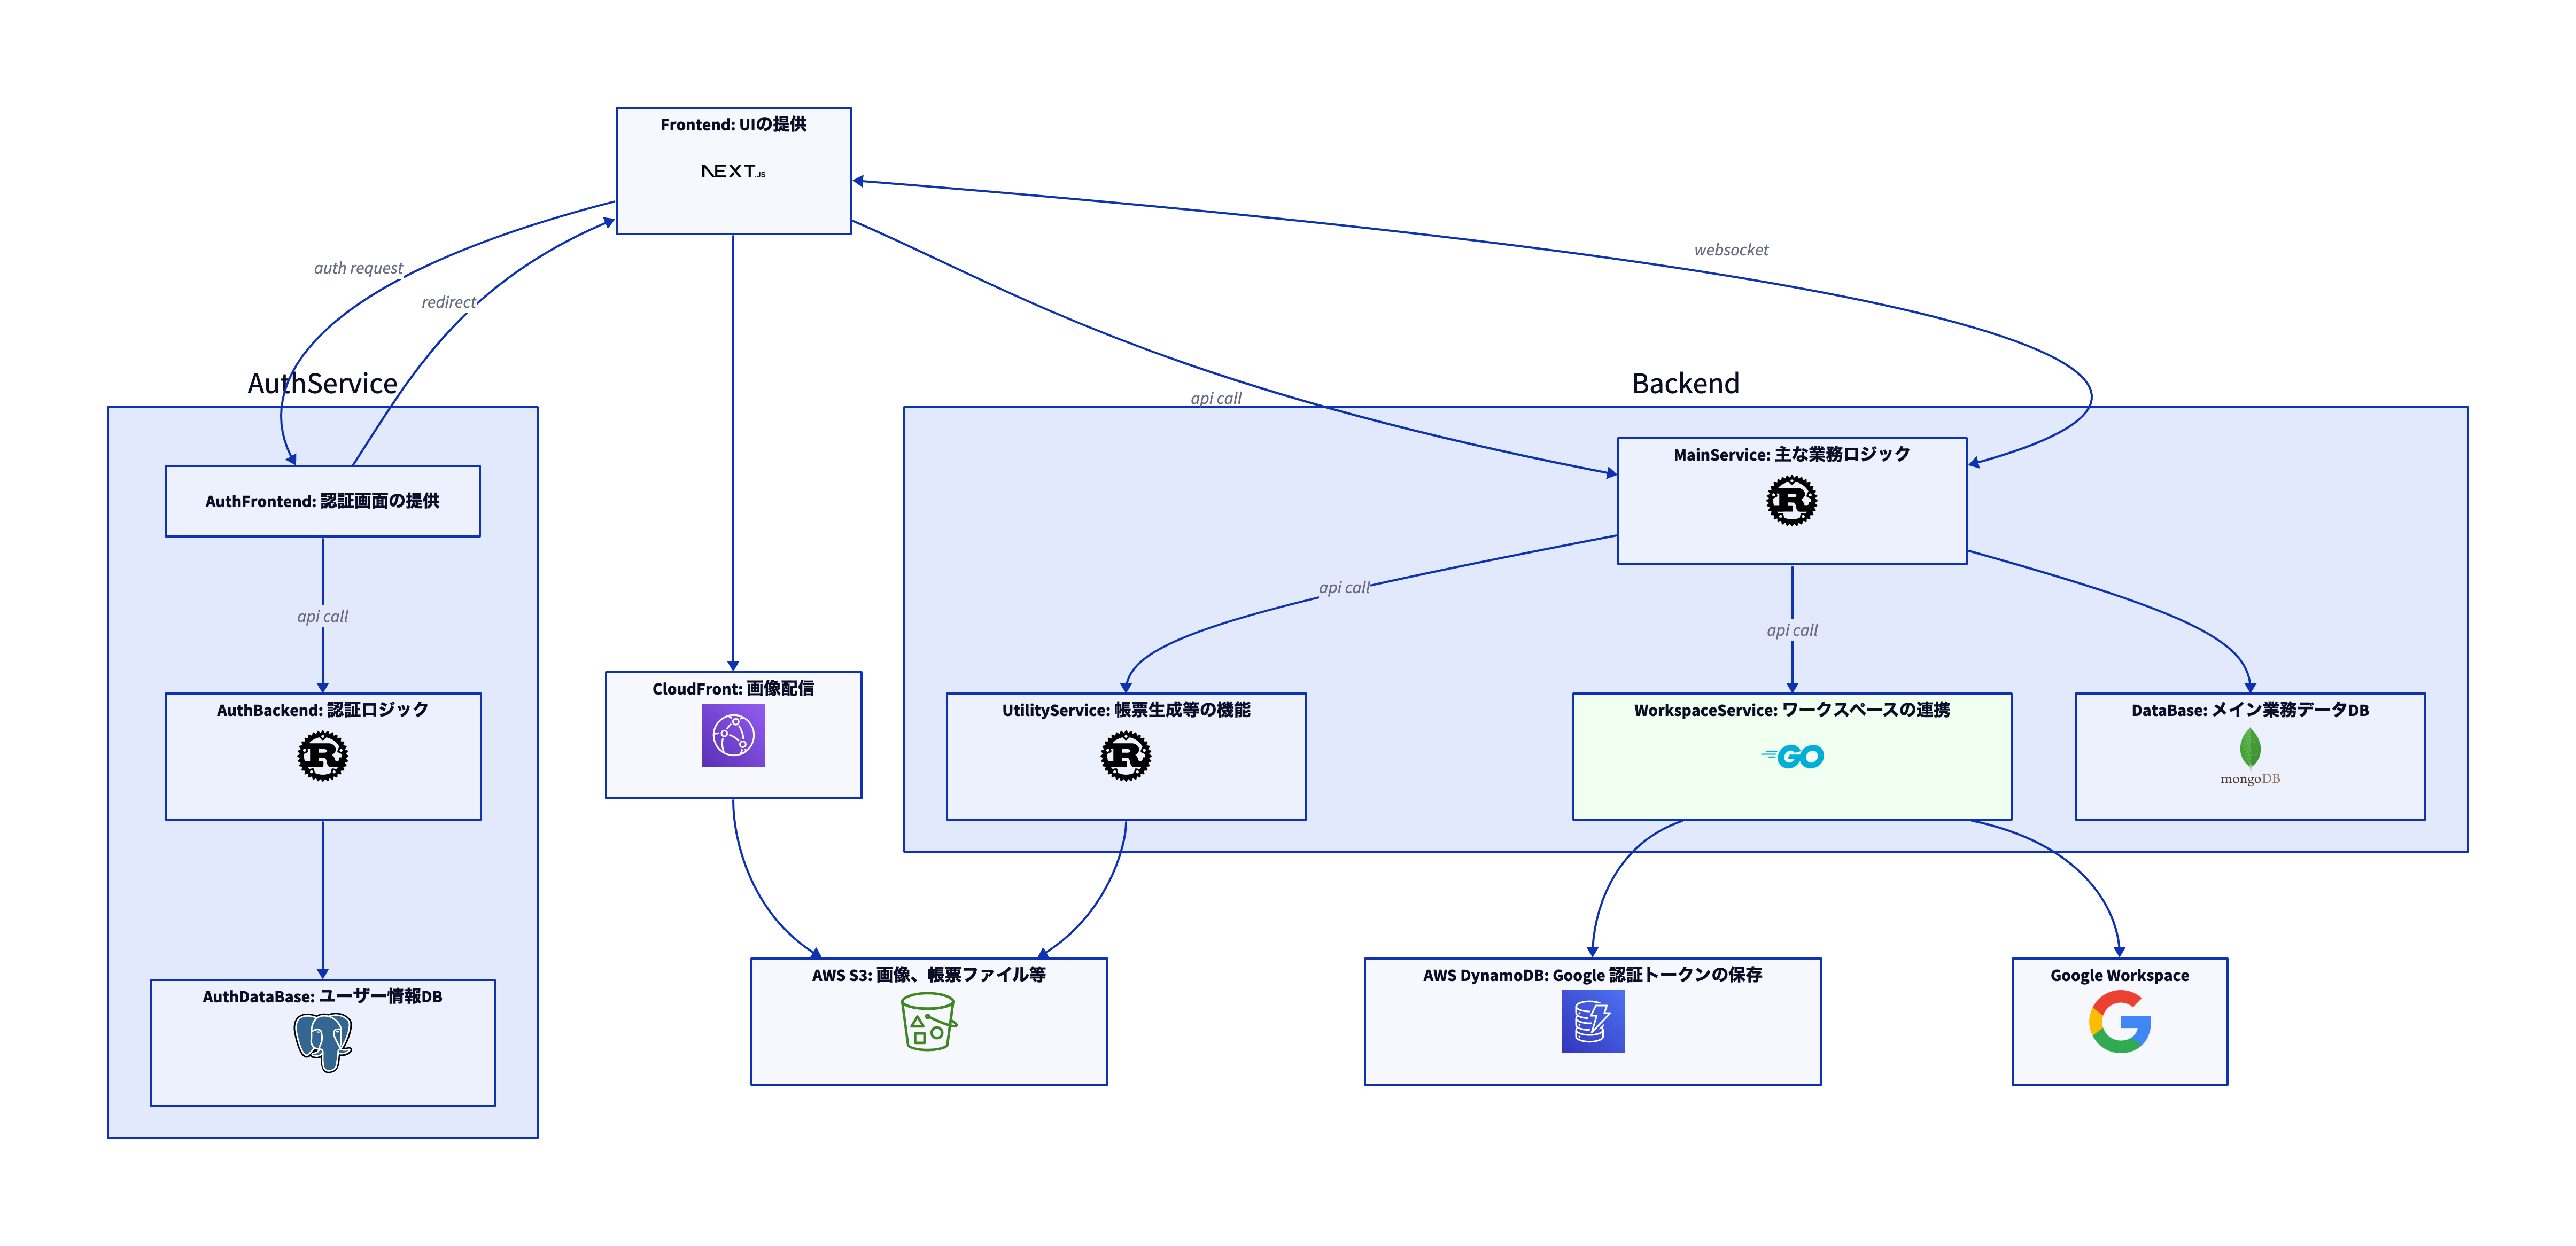 Frontend: UIの提供
NEXT.JS
websocket
auth request
redirect
AuthService
Backend
api call
MainService: 主な業務ロジック
R
AuthFrontend: 認証画面の提供
api call
api call
api call
CloudFront: 画像配信
AuthBackend: 認証ロジック
R
UtilityService: 帳票生成等の機能
R
WorkspaceService: ワークスペースの連携
GO
DataBase: メイン業務データDB
mongoDB
AWS S3: 画像、帳票ファイル等
AWS DynamoDB: Google 認証トークンの保存
Google Workspace
G
AuthDataBase: ユーザー情報DB